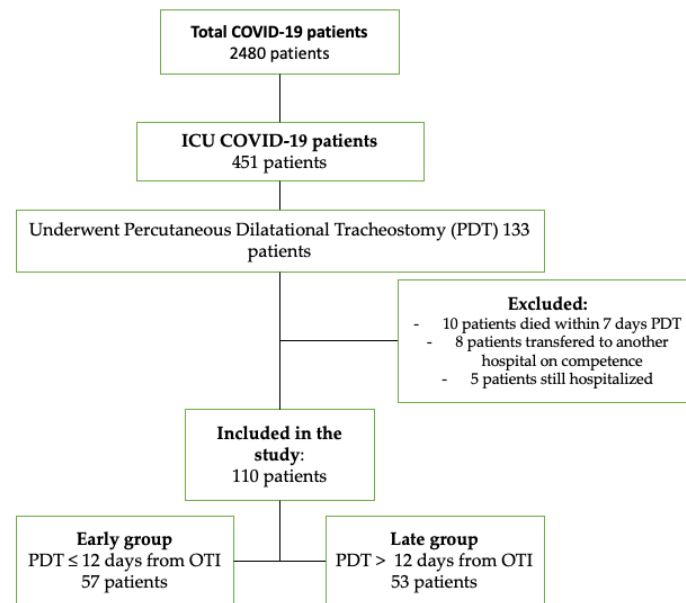 Total COVID-19 patients
2480 patients
ICU COVID-19 patients
451 patients
Underwent Percutaneous Dilatational Tracheostomy (PDT) 133
patients
Excluded:
- 10 patients died within 7 days PDT
- 8 patients transfered to another
hospital on competence
- 5 patients still hospitalized
Included in the
study:
110 patients
Early group
PDT ≤ 12 days from OTI
57 patients
Late group
PDT > 12 days from OTI
53 patients